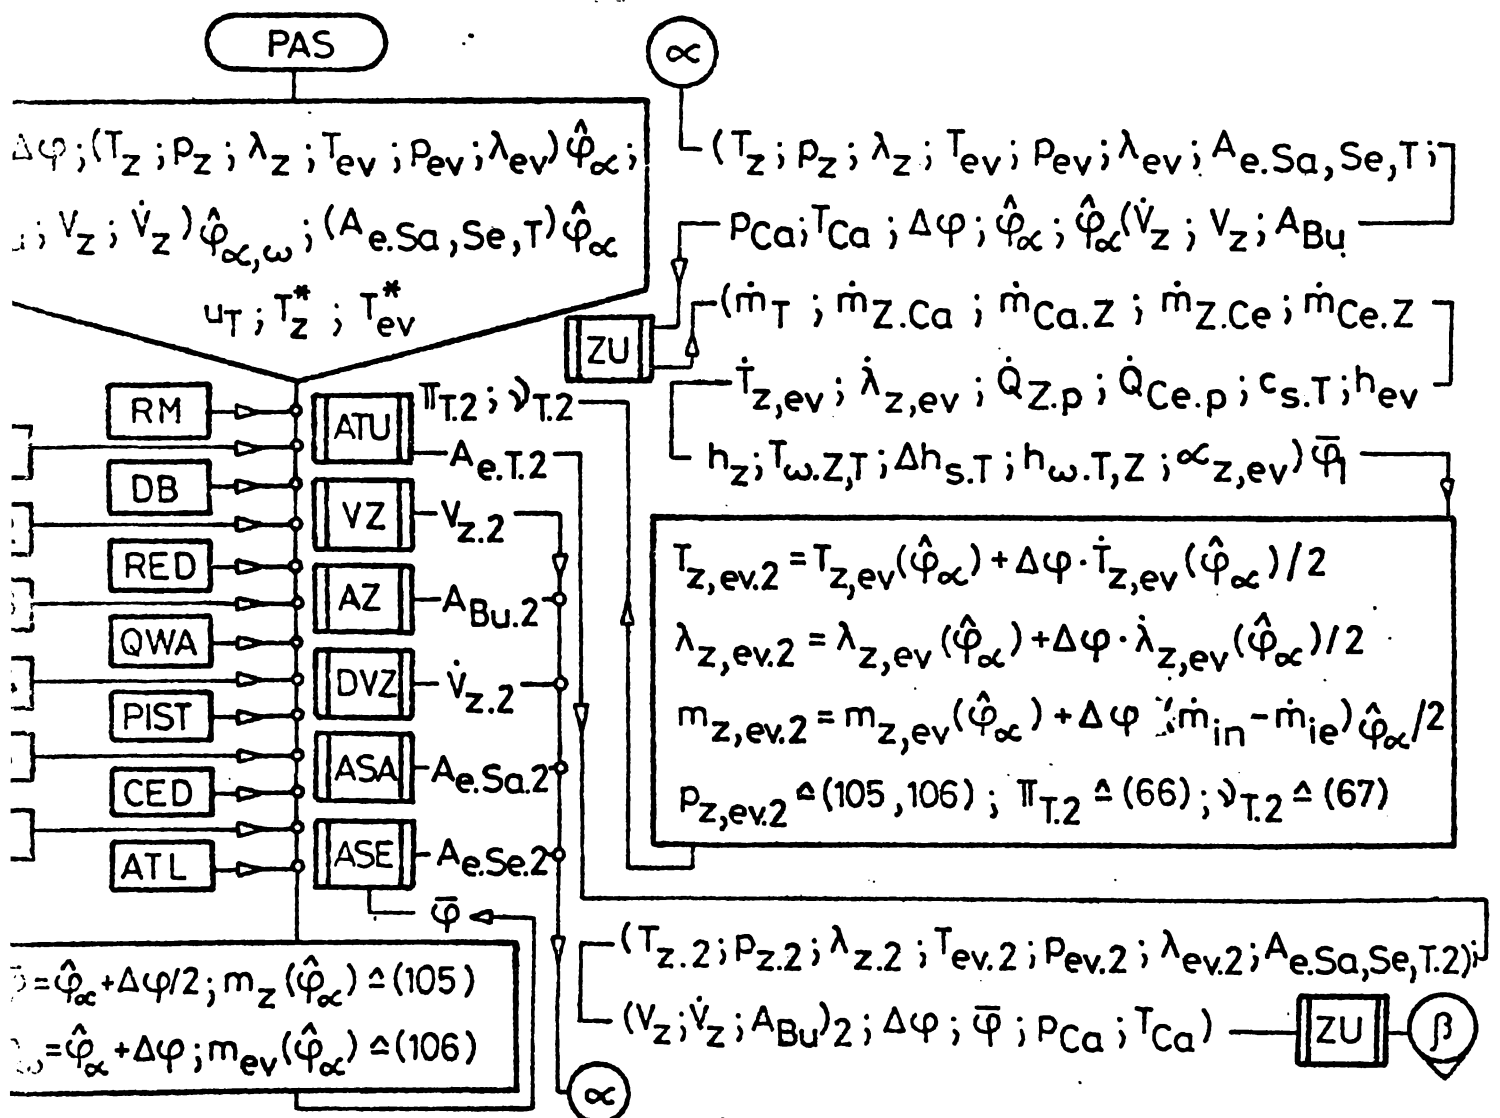 PAS
∝
Δφ ; (T_z ; p_z ; λ_z ; T_ev ; p_ev ; λ_ev) φ̂_∝ ;
; V_z ; V̇_z ) φ̂_∝,ω ; (A_e.Sa,Se,T) φ̂_∝
u_T ; T*_z ; T*_ev
(T_z ; p_z ; λ_z ; T_ev ; p_ev ; λ_ev ; A_e.Sa,Se,T ;
p_Ca ; T_Ca ; Δφ ; φ̂_∝ ; φ̂_∝(V̇_z ; V_z ; A_Bu
ZU
(ṁ_T ; ṁ_Z.Ca ; ṁ_Ca.Z ; ṁ_Z.Ce ; ṁ_Ce.Z
Ṫ_z,ev ; λ̇_z,ev ; Q̇_Z.p ; Q̇_Ce.p ; c_s.T ; h_ev
h_z ; T_ω.Z,T ; Δh_s.T ; h_ω.T,Z ; ∝_z,ev ) φ̄_1
RM
DB
RED
QWA
PIST
CED
ATL
ATU
π_T.2 ; ν_T.2
A_e.T.2
VZ
V_z.2
AZ
A_Bu.2
DVZ
V̇_z.2
ASA
A_e.Sa.2
ASE
A_e.Se.2
φ̄
T_z,ev.2 = T_z,ev(φ̂_∝) + Δφ · Ṫ_z,ev(φ̂_∝)/2
λ_z,ev.2 = λ_z,ev(φ̂_∝) + Δφ · λ̇_z,ev(φ̂_∝)/2
m_z,ev.2 = m_z,ev(φ̂_∝) + Δφ (ṁ_in − ṁ_ie) φ̂_∝/2
p_z,ev.2 ≙ (105,106) ; π_T.2 ≙ (66) ; ν_T.2 ≙ (67)
= φ̂_∝ + Δφ/2 ; m_z(φ̂_∝) ≙ (105)
= φ̂_∝ + Δφ ; m_ev(φ̂_∝) ≙ (106)
(T_z.2 ; p_z.2 ; λ_z.2 ; T_ev.2 ; p_ev.2 ; λ_ev.2 ; A_e.Sa,Se,T.2) ;
(V_z ; V̇_z ; A_Bu)_2 ; Δφ ; φ̄ ; p_Ca ; T_Ca )
ZU
β
∝